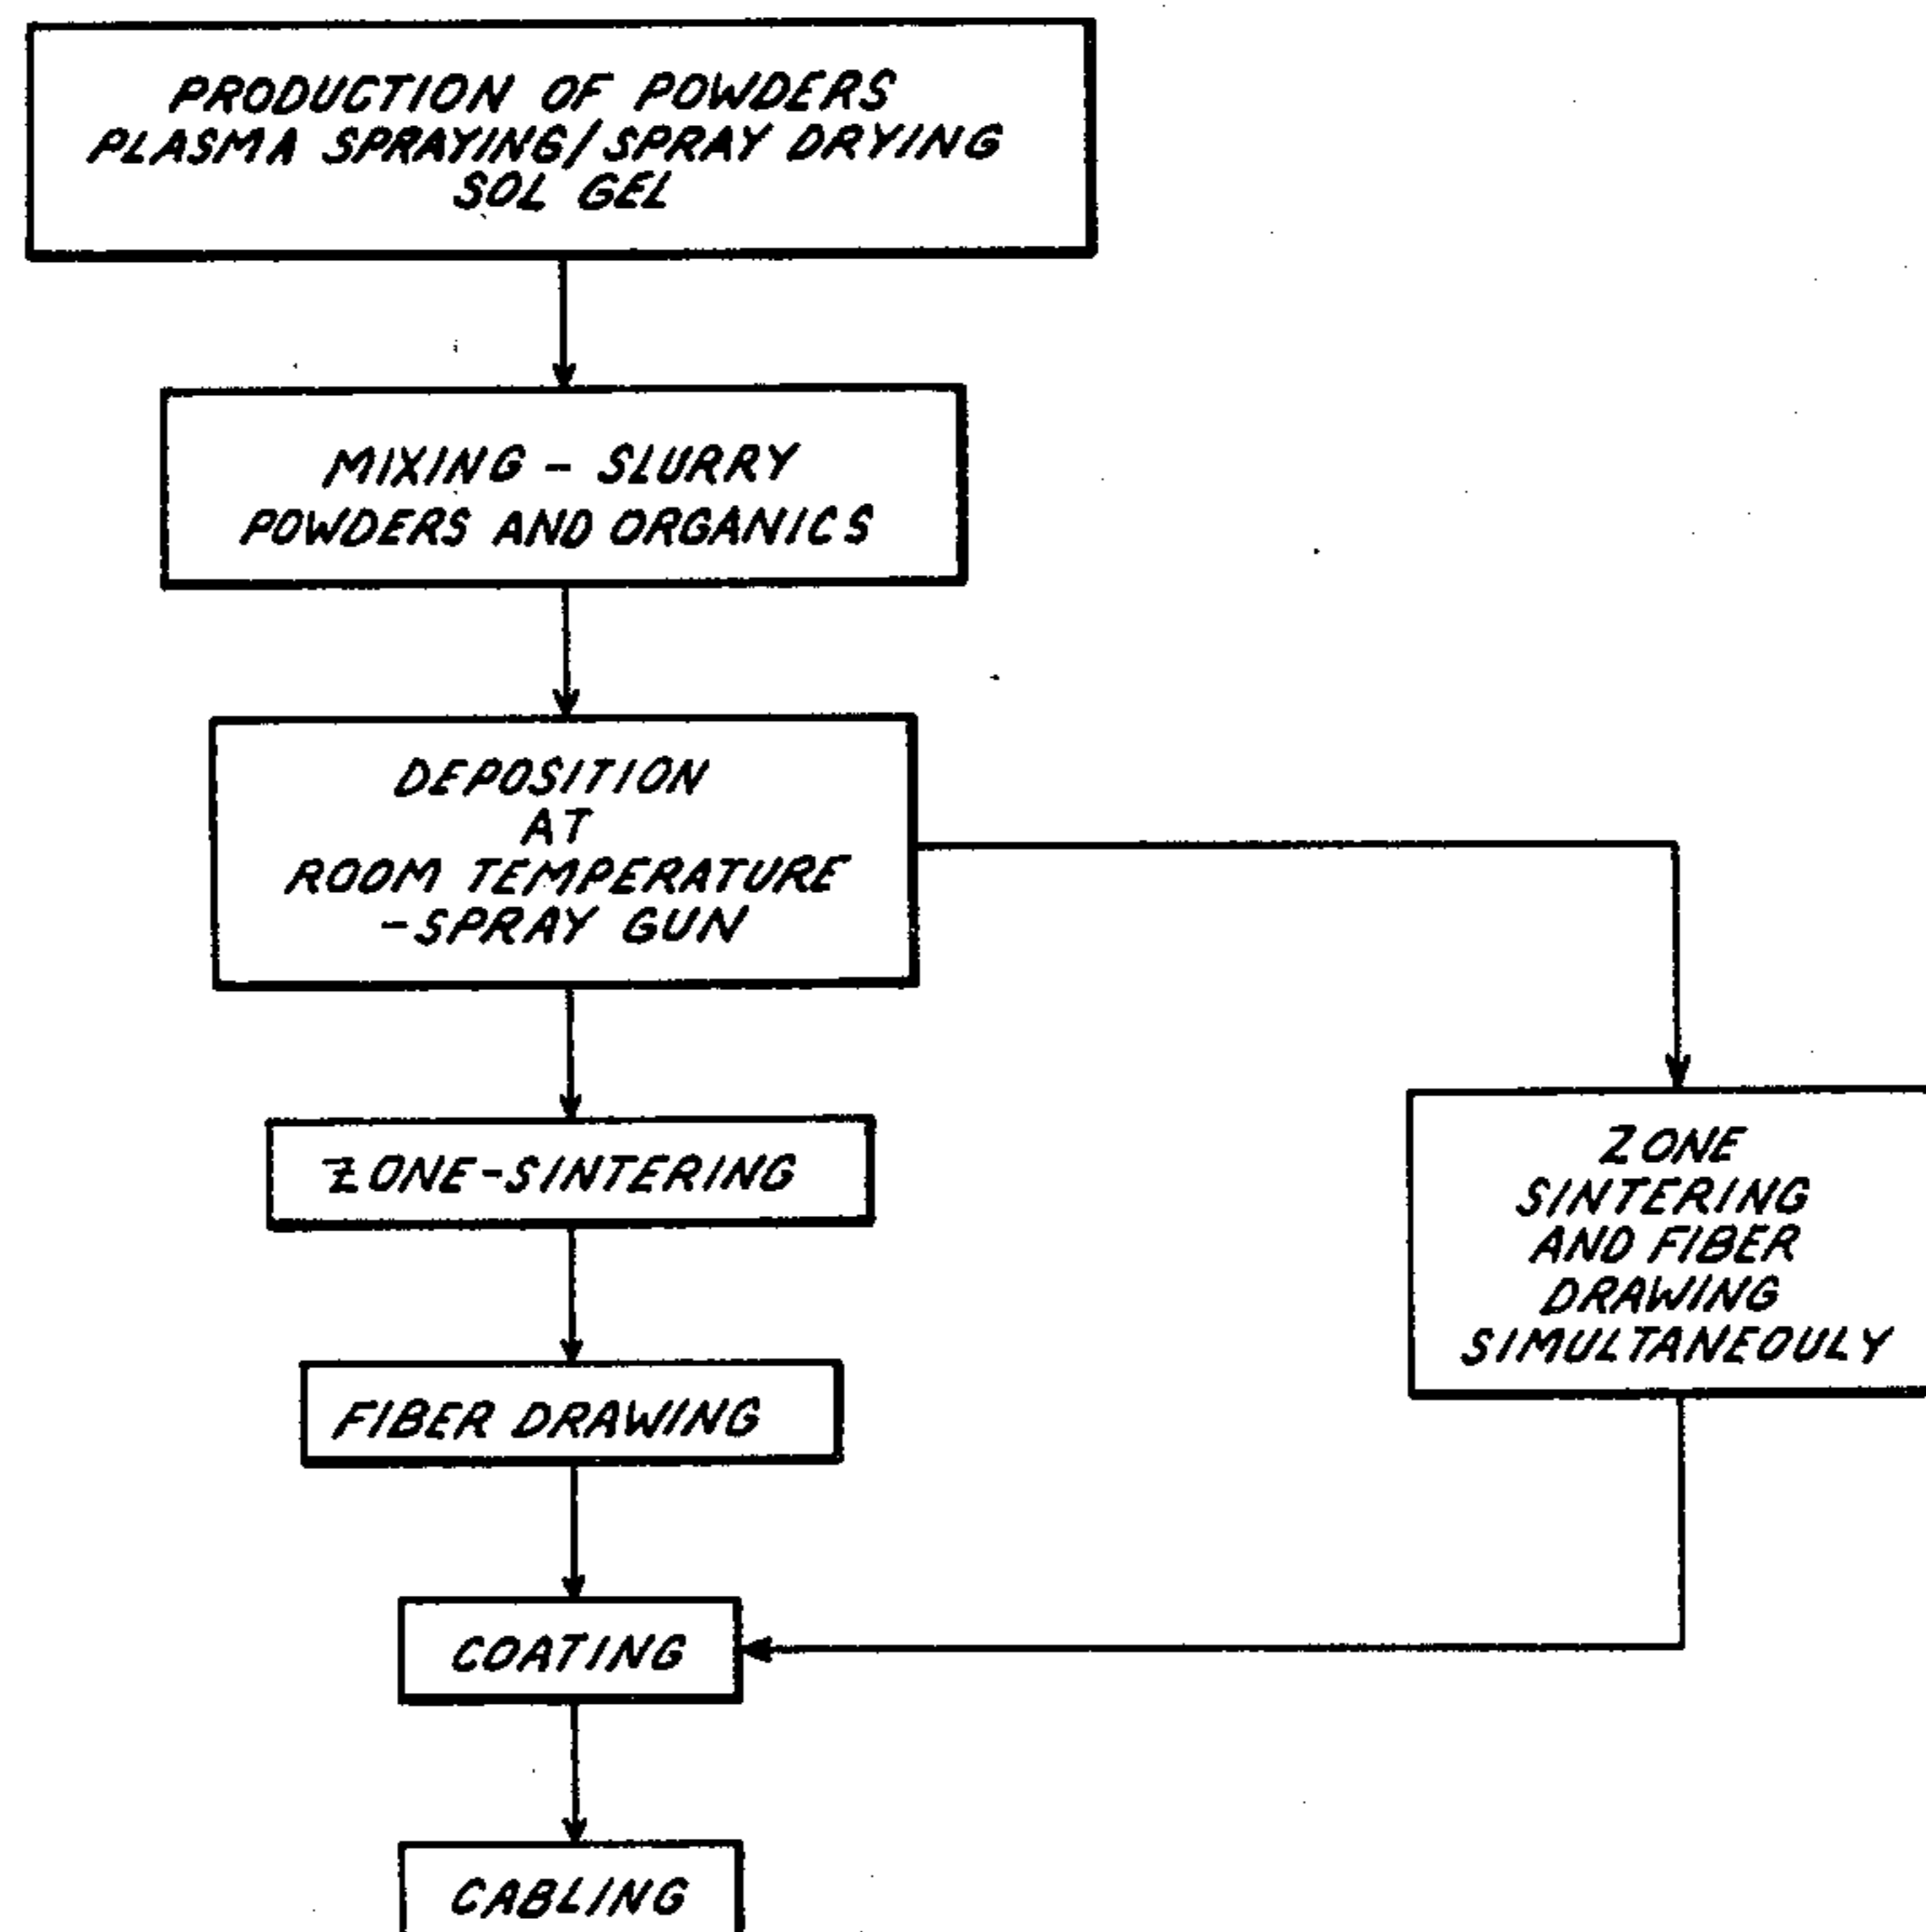 PRODUCTION OF POWDERS
PLASMA SPRAYING/SPRAY DRYING
SOL GEL
MIXING - SLURRY
POWDERS AND ORGANICS
DEPOSITION
AT
ROOM TEMPERATURE
-SPRAY GUN
ZONE-SINTERING
FIBER DRAWING
COATING
CABLING
ZONE
SINTERING
AND FIBER
DRAWING
SIMULTANEOULY